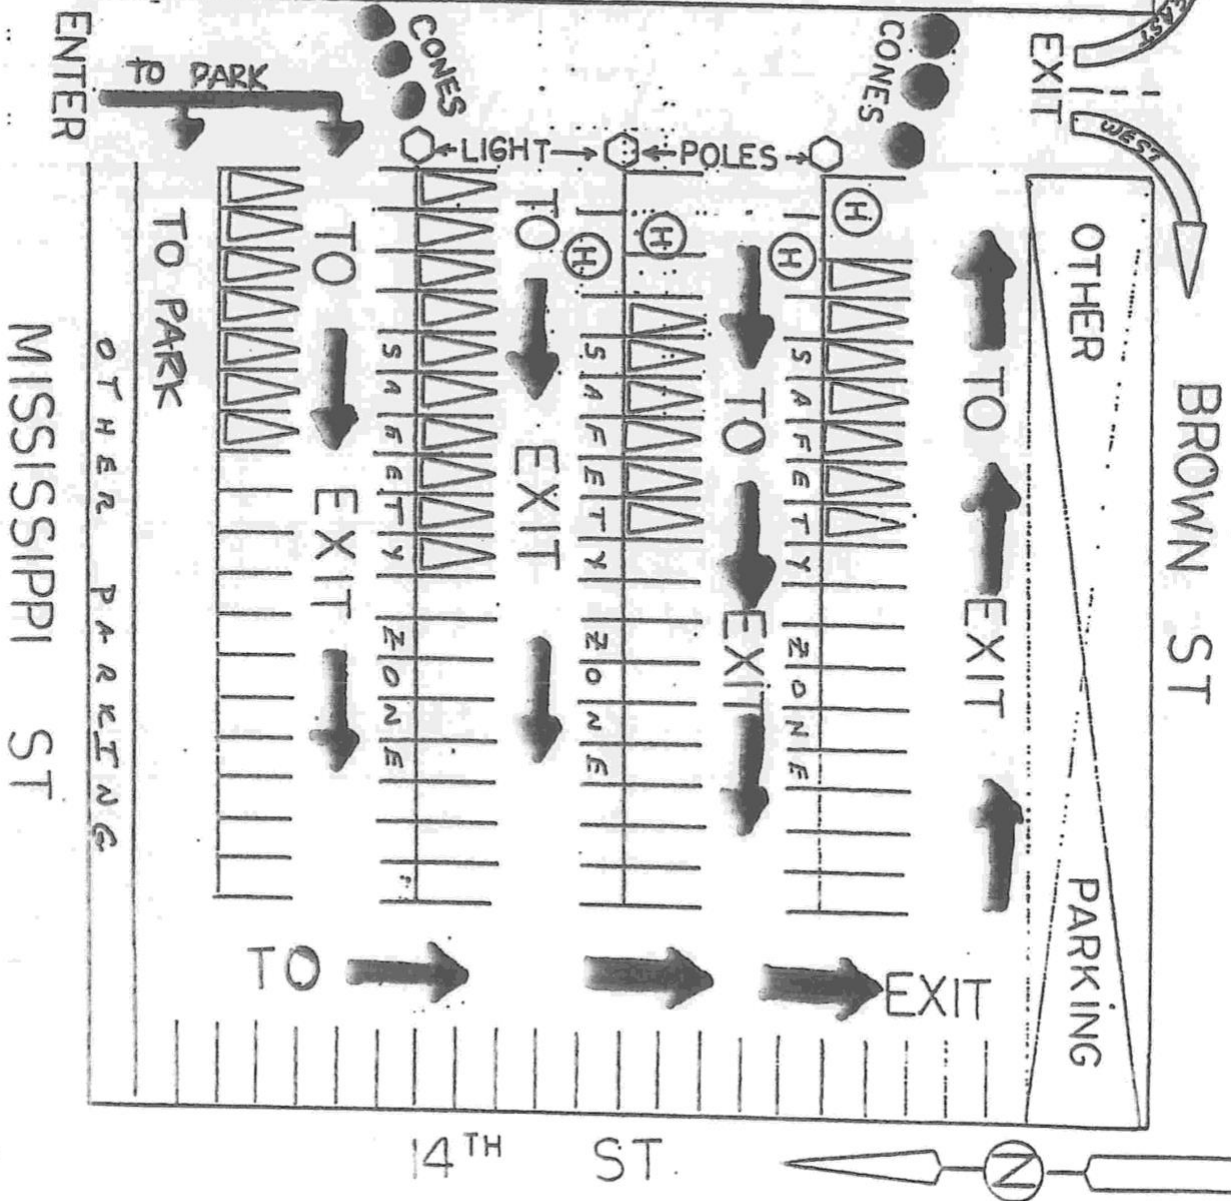 EAST
EXIT
WEST
CONES
CONES
ENTER
TO PARK
LIGHT
POLES
H
H
H
H
TO PARK
TO EXIT
TO EXIT
TO EXIT
TO EXIT
SAFETY ZONE
SAFETY ZONE
SAFETY ZONE
OTHER PARKING
OTHER PARKING
BROWN ST
MISSISSIPPI ST
TO EXIT
14TH ST.
N